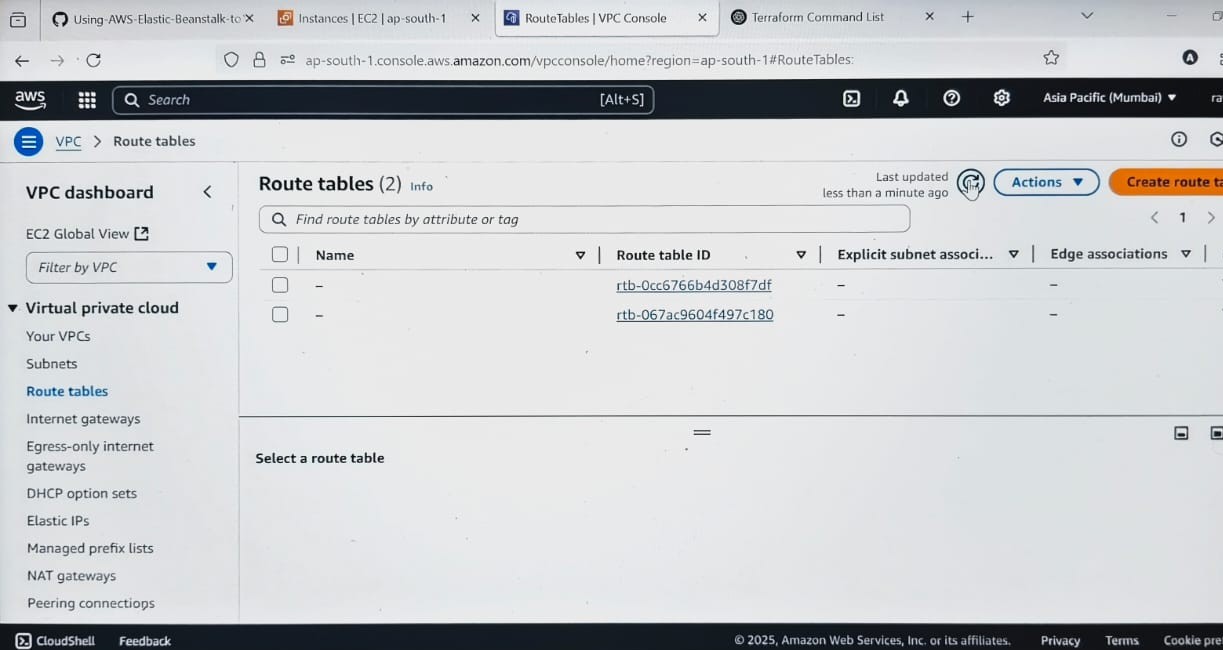 Using-AWS-Elastic-Beanstalk-to
Instances | EC2 | ap-south-1
RouteTables | VPC Console
Terraform Command List
ap-south-1.console.aws.amazon.com/vpcconsole/home?region=ap-south-1#RouteTables:
A
aws
Search
[Alt+S]
Asia Pacific (Mumbai)
VPC > Route tables
VPC dashboard
EC2 Global View
Filter by VPC
Virtual private cloud
Your VPCs
Subnets
Route tables
Internet gateways
Egress-only internet
gateways
DHCP option sets
Elastic IPs
Managed prefix lists
NAT gateways
Peering connections
Route tables (2) Info
Last updated
less than a minute ago
Actions
Create route ta
Find route tables by attribute or tag
1
Name
Route table ID
Explicit subnet associ...
Edge associations
– rtb-0cc6766b4d308f7df – –
– rtb-067ac9604f497c180 – –
Select a route table
CloudShell Feedback
© 2025, Amazon Web Services, Inc. or its affiliates. Privacy Terms Cookie pre